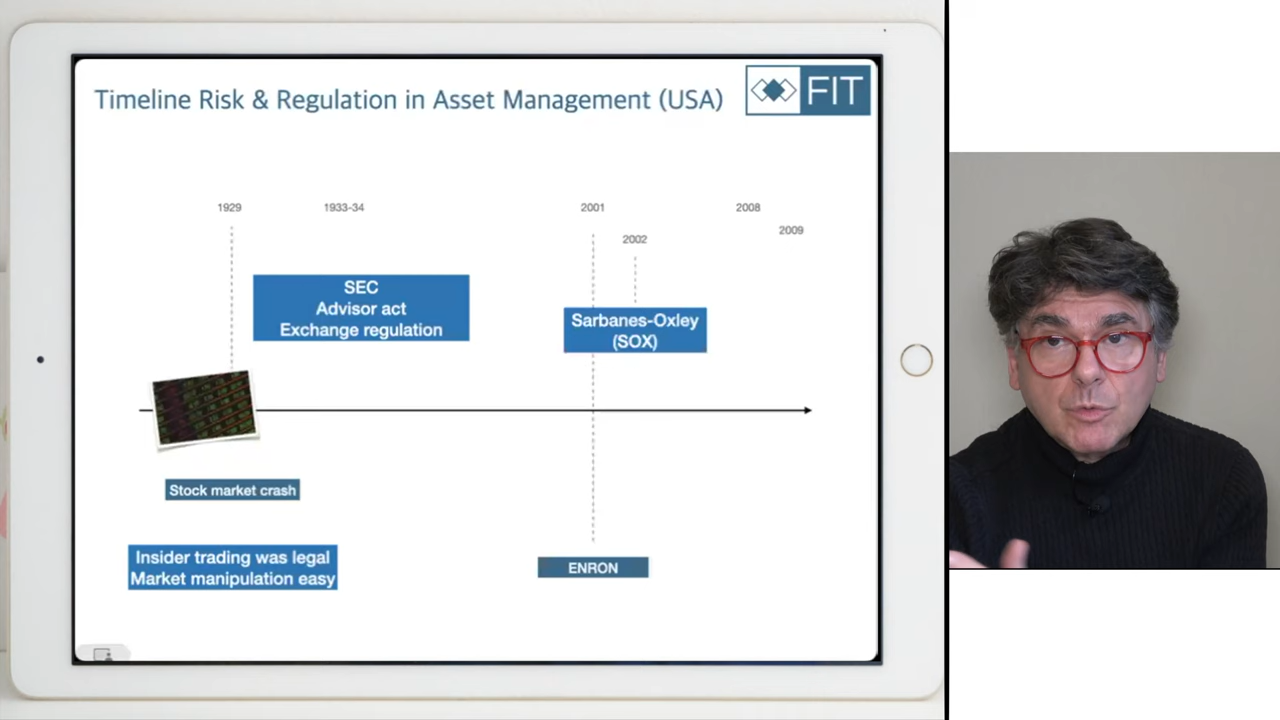 Timeline Risk & Regulation in Asset Management (USA)
FIT
1929
1933-34
2001
2008
2002
2009
SEC
Advisor act
Exchange regulation
Sarbanes-Oxley
(SOX)
Stock market crash
Insider trading was legal
Market manipulation easy
ENRON